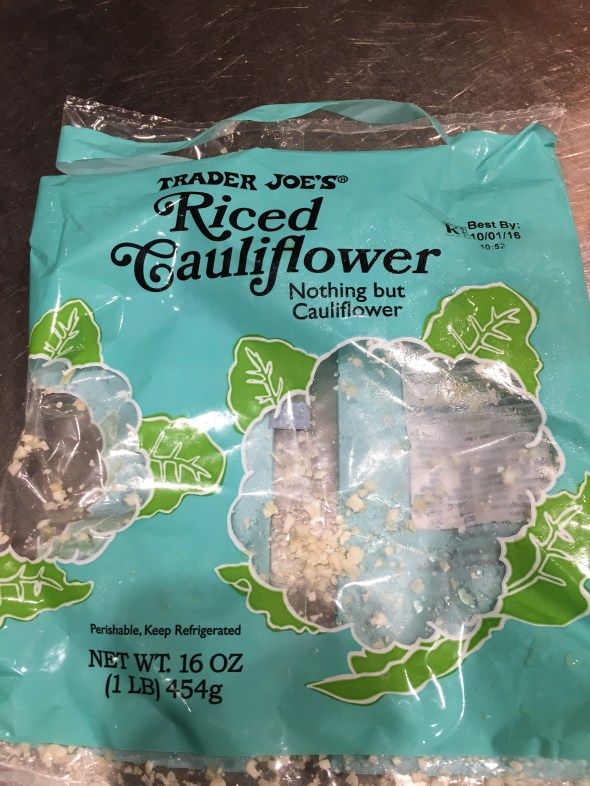 TRADER JOE'S®
Riced
Cauliflower
Nothing but
Cauliflower
Best By:
10/01/16
10:52
Perishable, Keep Refrigerated
NET WT. 16 OZ
(1 LB) 454g